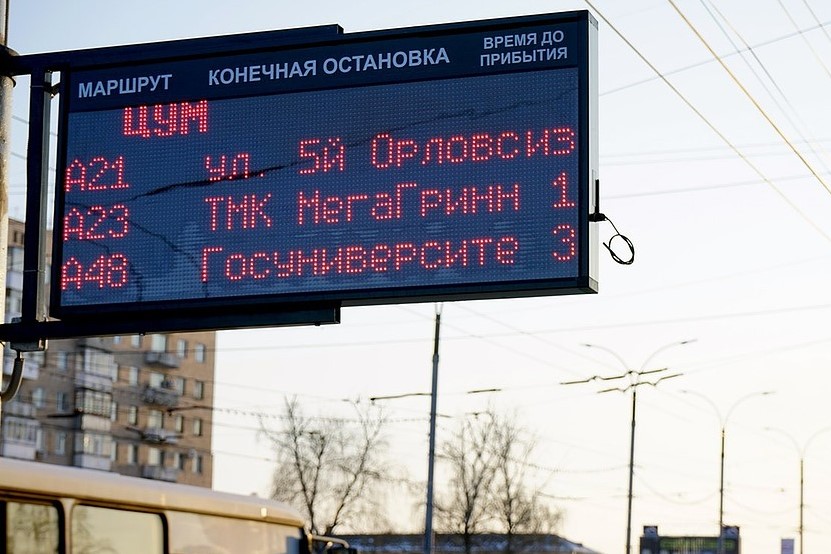 МАРШРУТ КОНЕЧНАЯ ОСТАНОВКА ВРЕМЯ ДО ПРИБЫТИЯ
ЦУМ
А21 ул. 5й Орловсиз
А23 ТМК МегаГринн 1
А48 Госуниверсите 3